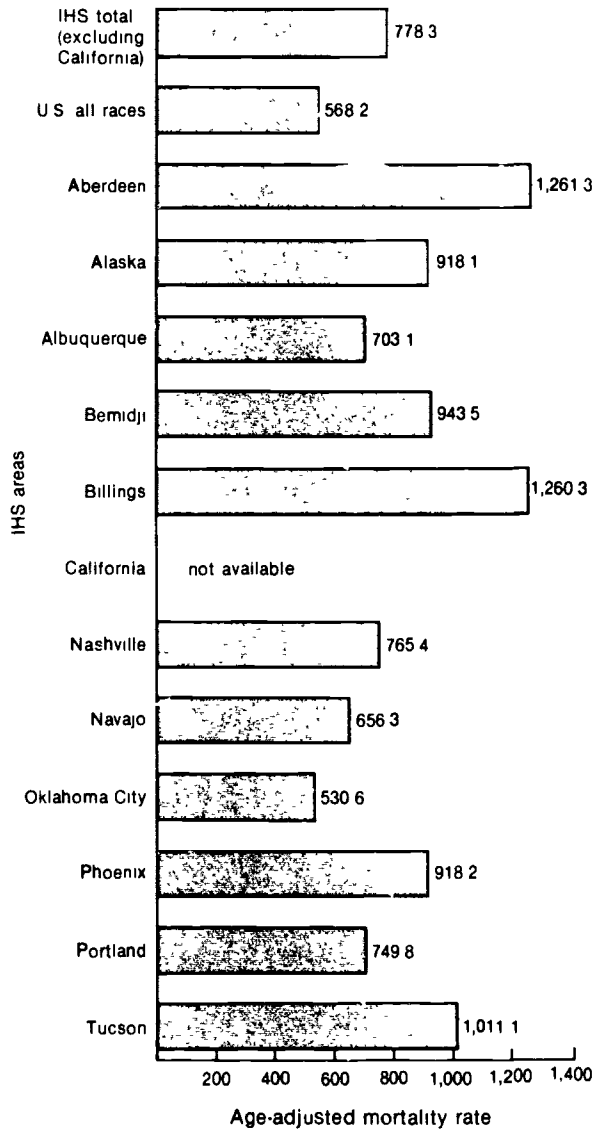 IHS total
(excluding
California)
778 3
U S all races
568 2
Aberdeen
1,261 3
Alaska
918 1
Albuquerque
703 1
Bemidji
943 5
Billings
1,260 3
IHS areas
California
not available
Nashville
765 4
Navajo
656 3
Oklahoma City
530 6
Phoenix
918 2
Portland
749 8
Tucson
1,011 1
200 400 600 800 1,000 1,200 1,400
Age-adjusted mortality rate